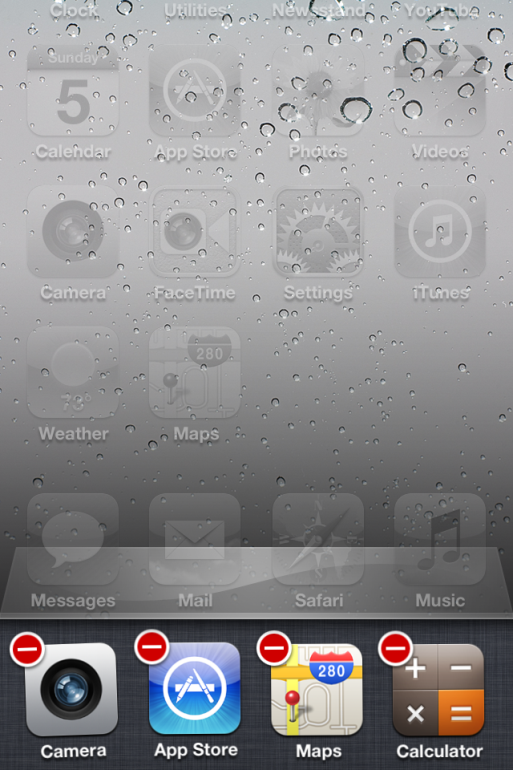 Clock Utilities Newsstand YouTube
Sunday
5
Calendar App Store Photos Videos
Camera FaceTime Settings iTunes
280
73°
Weather Maps
Messages Mail Safari Music
280
Camera App Store Maps Calculator